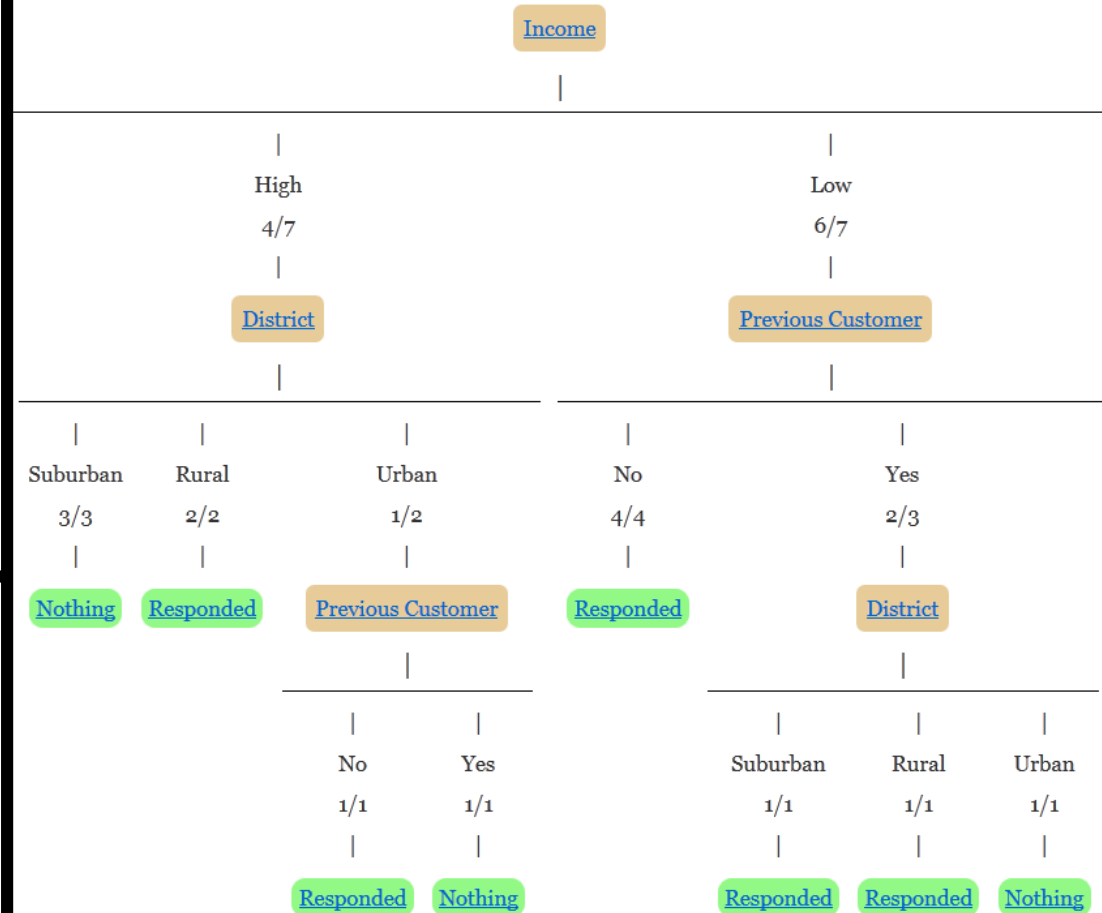 Income
High Low
4/7 6/7
District Previous Customer
Suburban Rural Urban No Yes
3/3 2/2 1/2 4/4 2/3
Nothing Responded Previous Customer Responded District
No Yes Suburban Rural Urban
1/1 1/1 1/1 1/1 1/1
Responded Nothing Responded Responded Nothing